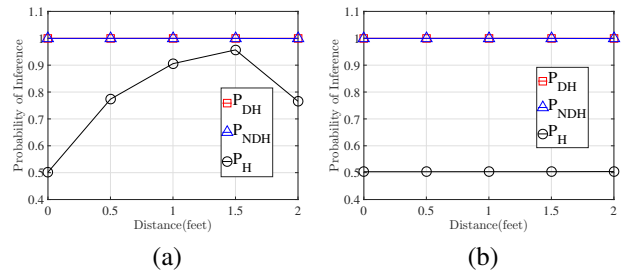 1.1
1
0.9
0.8
0.7
0.6
0.5
0.4
Probability of Inference
P_DH
P_NDH
P_H
0 0.5 1 1.5 2
Distance(feet)
(a)
1.1
1
0.9
0.8
0.7
0.6
0.5
0.4
Probability of Inference
P_DH
P_NDH
P_H
0 0.5 1 1.5 2
Distance(feet)
(b)